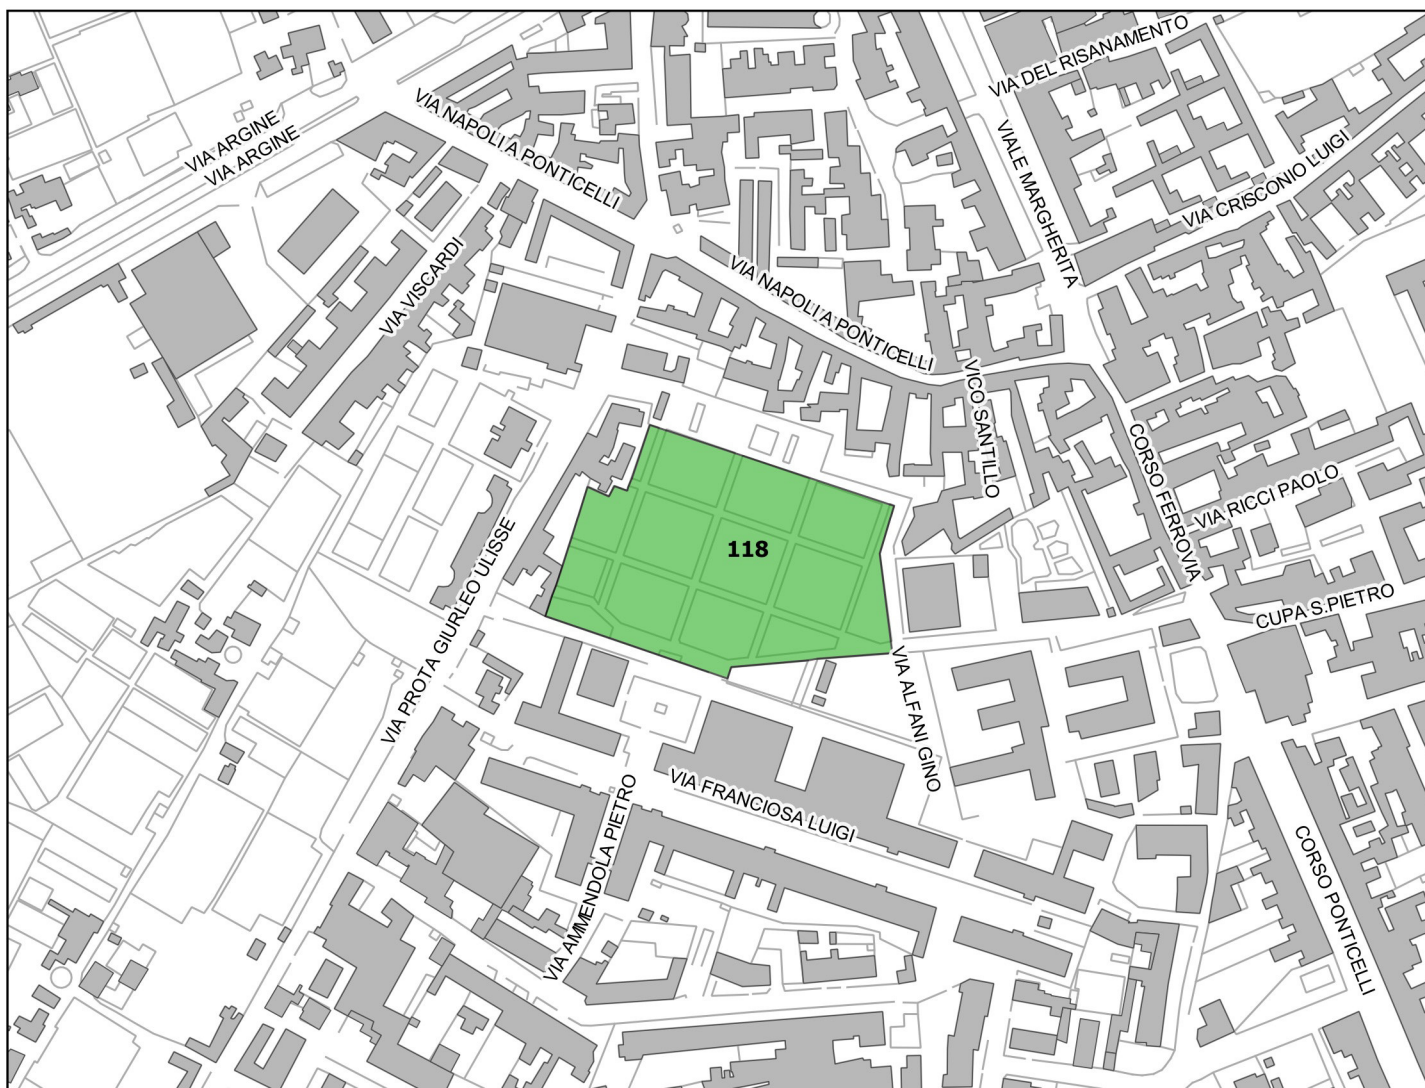 VIA DEL RISANAMENTO
VIA NAPOLI A PONTICELLI
VIA ARGINE
VIA ARGINE
VIALE MARGHERITA
VIA CRISCONIO LUIGI
VIA VISCARDI
VIA NAPOLI A PONTICELLI
VICO SANTILLO
CORSO FERROVIA
VIA RICCI PAOLO
118
VIA PROTA GIURLEO ULISSE
CUPA S.PIETRO
VIA ALFANI GINO
VIA FRANCIOSA LUIGI
VIA AMMENDOLA PIETRO
CORSO PONTICELLI